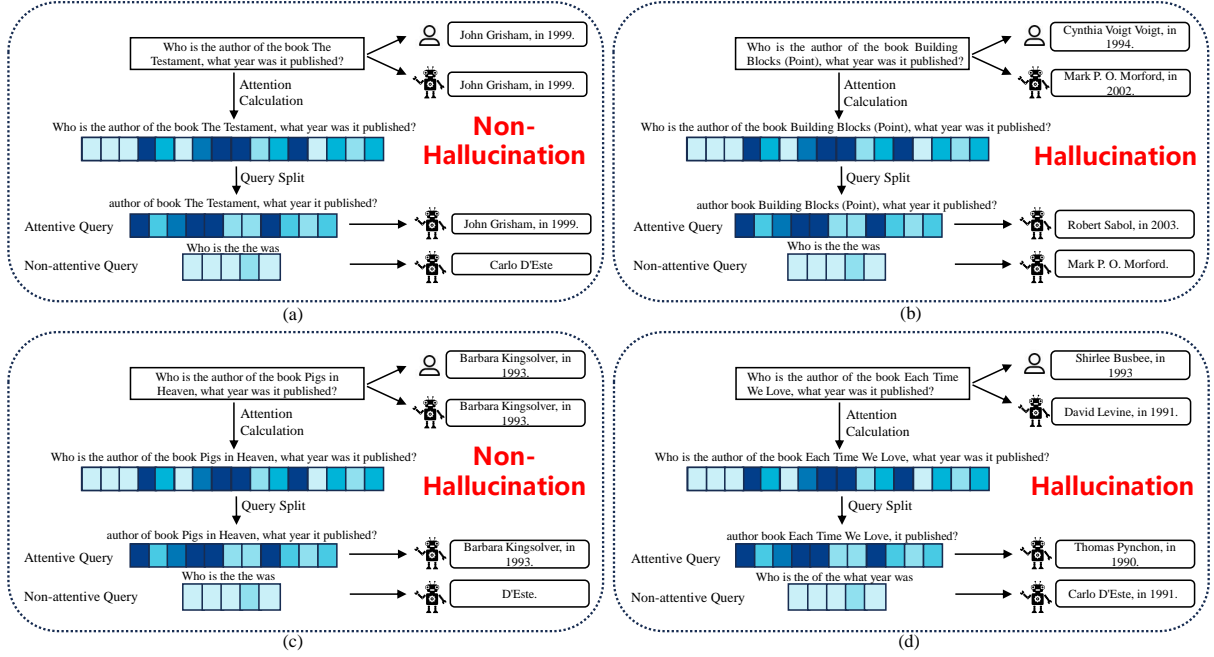 Who is the author of the book The
Testament, what year was it published?
John Grisham, in 1999.
John Grisham, in 1999.
Attention
Calculation
Who is the author of the book The Testament, what year was it published?
Non-
Hallucination
Query Split
author of book The Testament, what year it published?
Attentive Query
John Grisham, in 1999.
Who is the the was
Non-attentive Query
Carlo D'Este
(a)
Who is the author of the book Building
Blocks (Point), what year was it published?
Cynthia Voigt Voigt, in
1994.
Mark P. O. Morford, in
2002.
Attention
Calculation
Who is the author of the book Building Blocks (Point), what year was it published?
Hallucination
Query Split
author book Building Blocks (Point), what year it published?
Attentive Query
Robert Sabol, in 2003.
Who is the the was
Non-attentive Query
Mark P. O. Morford.
(b)
Who is the author of the book Pigs in
Heaven, what year was it published?
Barbara Kingsolver, in
1993.
Barbara Kingsolver, in
1993.
Attention
Calculation
Who is the author of the book Pigs in Heaven, what year was it published?
Non-
Hallucination
Query Split
author of book Pigs in Heaven, what year it published?
Attentive Query
Barbara Kingsolver, in
1993.
Who is the the was
Non-attentive Query
D'Este.
(c)
Who is the author of the book Each Time
We Love, what year was it published?
Shirlee Busbee, in
1993
David Levine, in 1991.
Attention
Calculation
Who is the author of the book Each Time We Love, what year was it published?
Hallucination
Query Split
author book Each Time We Love, it published?
Attentive Query
Thomas Pynchon, in
1990.
Who is the of the what year was
Non-attentive Query
Carlo D'Este, in 1991.
(d)